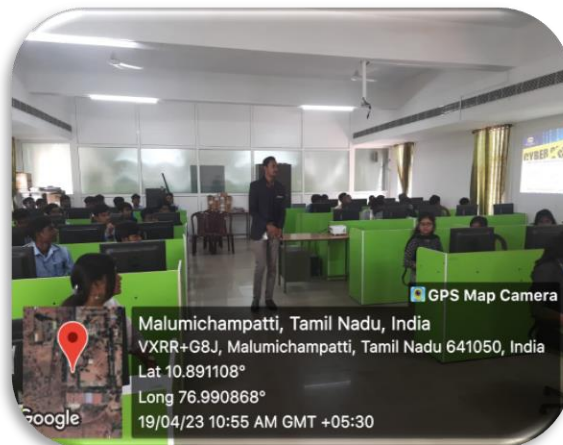 CYBER
GPS Map Camera
Malumichampatti, Tamil Nadu, India
VXRR+G8J, Malumichampatti, Tamil Nadu 641050, India
Lat 10.891108°
Long 76.990868°
19/04/23 10:55 AM GMT +05:30
Google